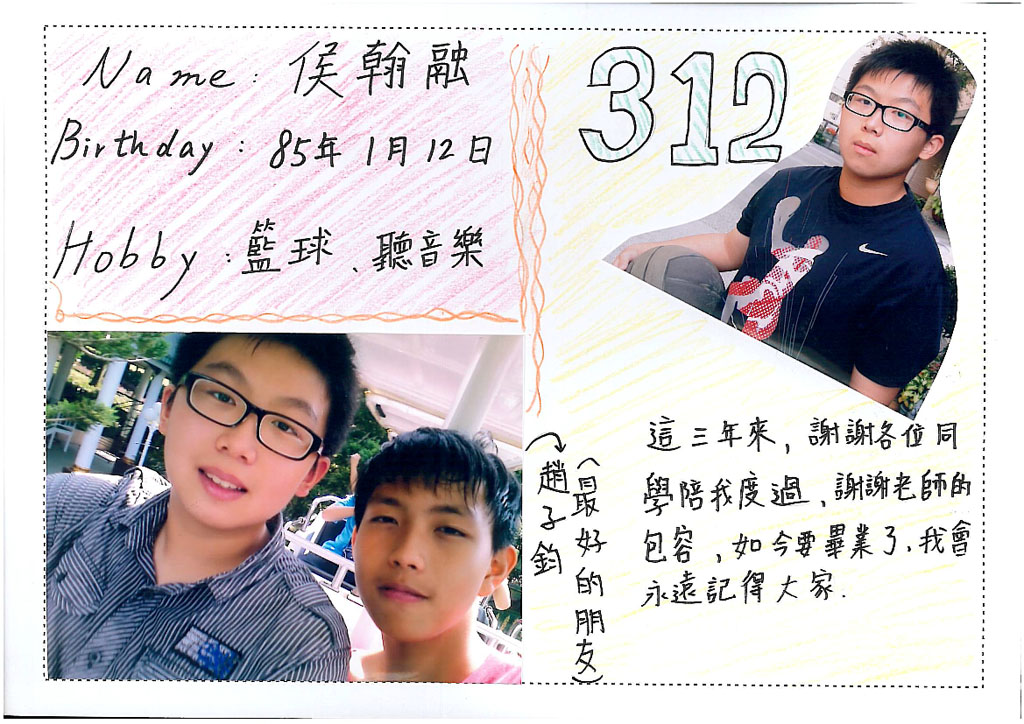 Name：侯翰融
Birthday：85年1月12日
Hobby：籃球、聽音樂
312
趙子鈞
(最好的朋友)
這三年來，謝謝各位同
學陪我度過、謝謝老師的
包容，如今要畢業了、我會
永遠記得大家.